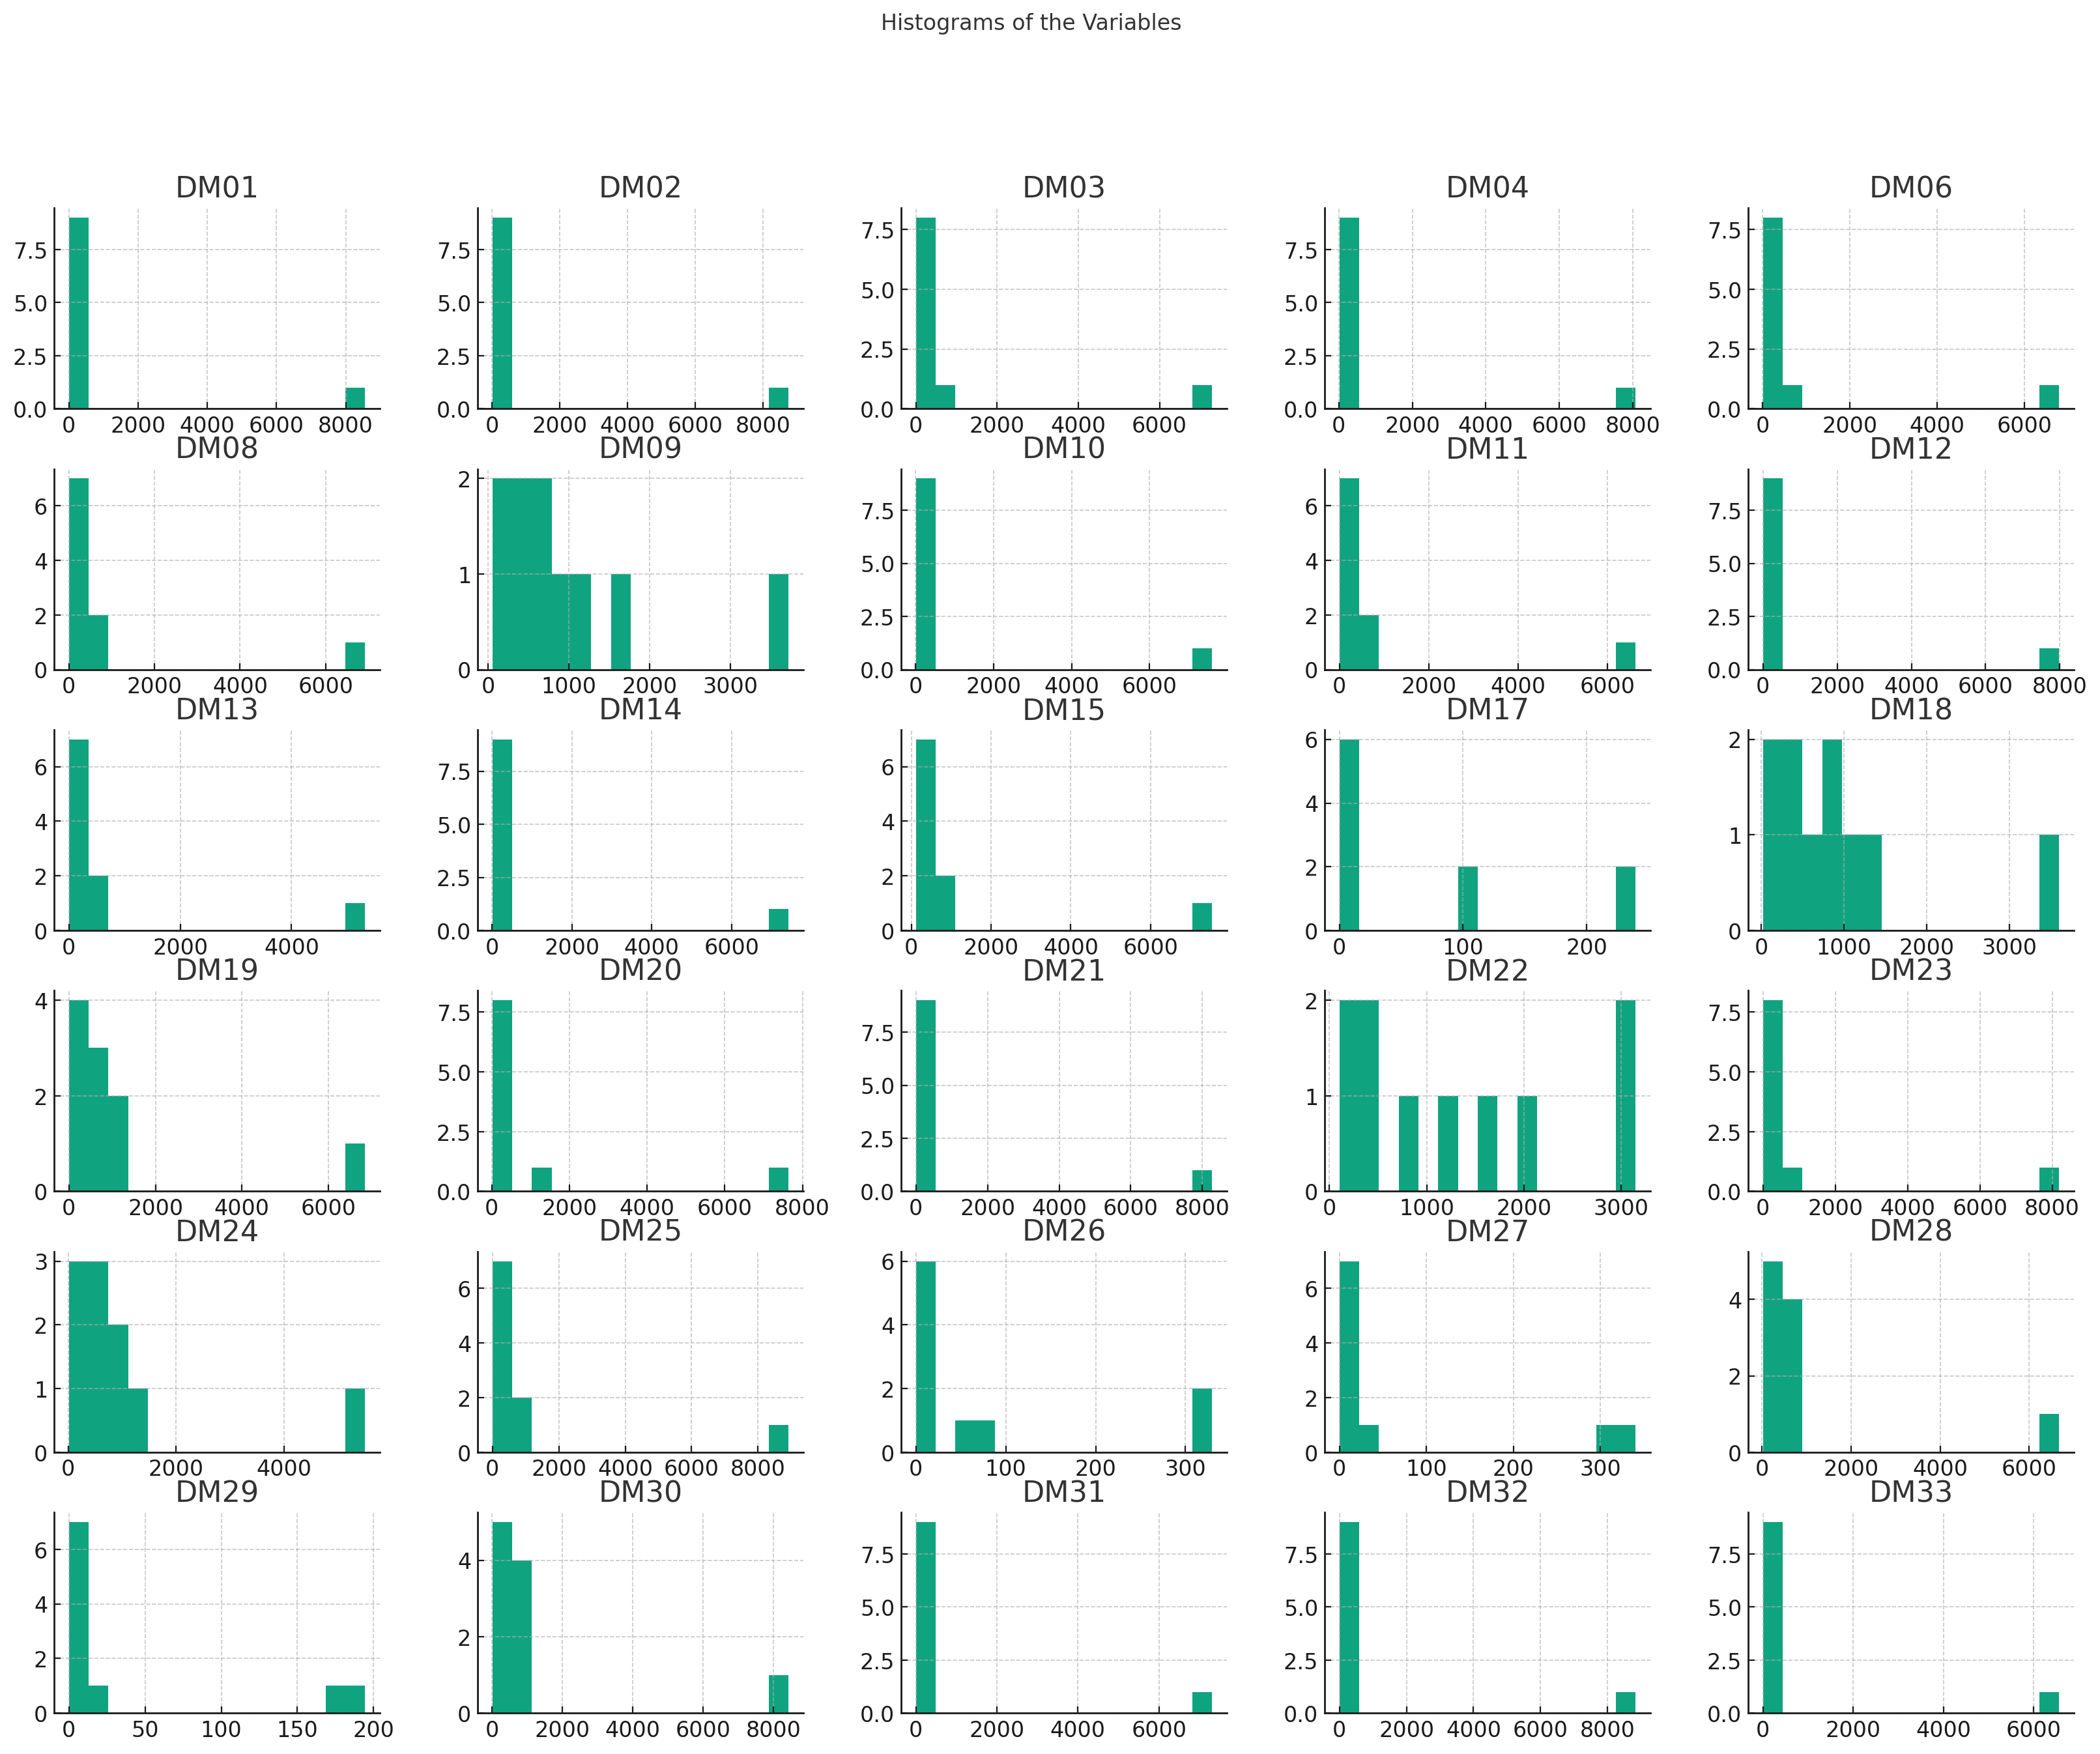 Histograms of the Variables
DM01 DM02 DM03 DM04 DM06
7.5 7.5 7.5 7.5 7.5
5.0 5.0 5.0 5.0 5.0
2.5 2.5 2.5 2.5 2.5
0.0 0.0 0.0 0.0 0.0
0 2000 4000 6000 8000 0 2000 4000 6000 8000 0 2000 4000 6000 0 2000 4000 6000 8000 0 2000 4000 6000
DM08 DM09 DM10 DM11 DM12
6 2 7.5 6 7.5
4 1 5.0 4 5.0
2 2.5 2 2.5
0 0 0.0 0 0.0
0 2000 4000 6000 0 1000 2000 3000 0 2000 4000 6000 0 2000 4000 6000 0 2000 4000 6000 8000
DM13 DM14 DM15 DM17 DM18
6 7.5 6 6 2
4 5.0 4 4 1
2 2.5 2 2
0 0.0 0 0 0
0 2000 4000 0 2000 4000 6000 0 2000 4000 6000 0 100 200 0 1000 2000 3000
DM19 DM20 DM21 DM22 DM23
4 7.5 7.5 2 7.5
2 5.0 5.0 1 5.0
2.5 2.5 2.5
0 0.0 0.0 0 0.0
0 2000 4000 6000 0 2000 4000 6000 8000 0 2000 4000 6000 8000 0 1000 2000 3000 0 2000 4000 6000 8000
DM24 DM25 DM26 DM27 DM28
3 6 6 6 4
2 4 4 4 2
1 2 2 2
0 0 0 0 0
0 2000 4000 0 2000 4000 6000 8000 0 100 200 300 0 100 200 300 0 2000 4000 6000
DM29 DM30 DM31 DM32 DM33
6 4 7.5 7.5 7.5
4 2 5.0 5.0 5.0
2 2.5 2.5 2.5
0 0 0.0 0.0 0.0
0 50 100 150 200 0 2000 4000 6000 8000 0 2000 4000 6000 0 2000 4000 6000 8000 0 2000 4000 6000